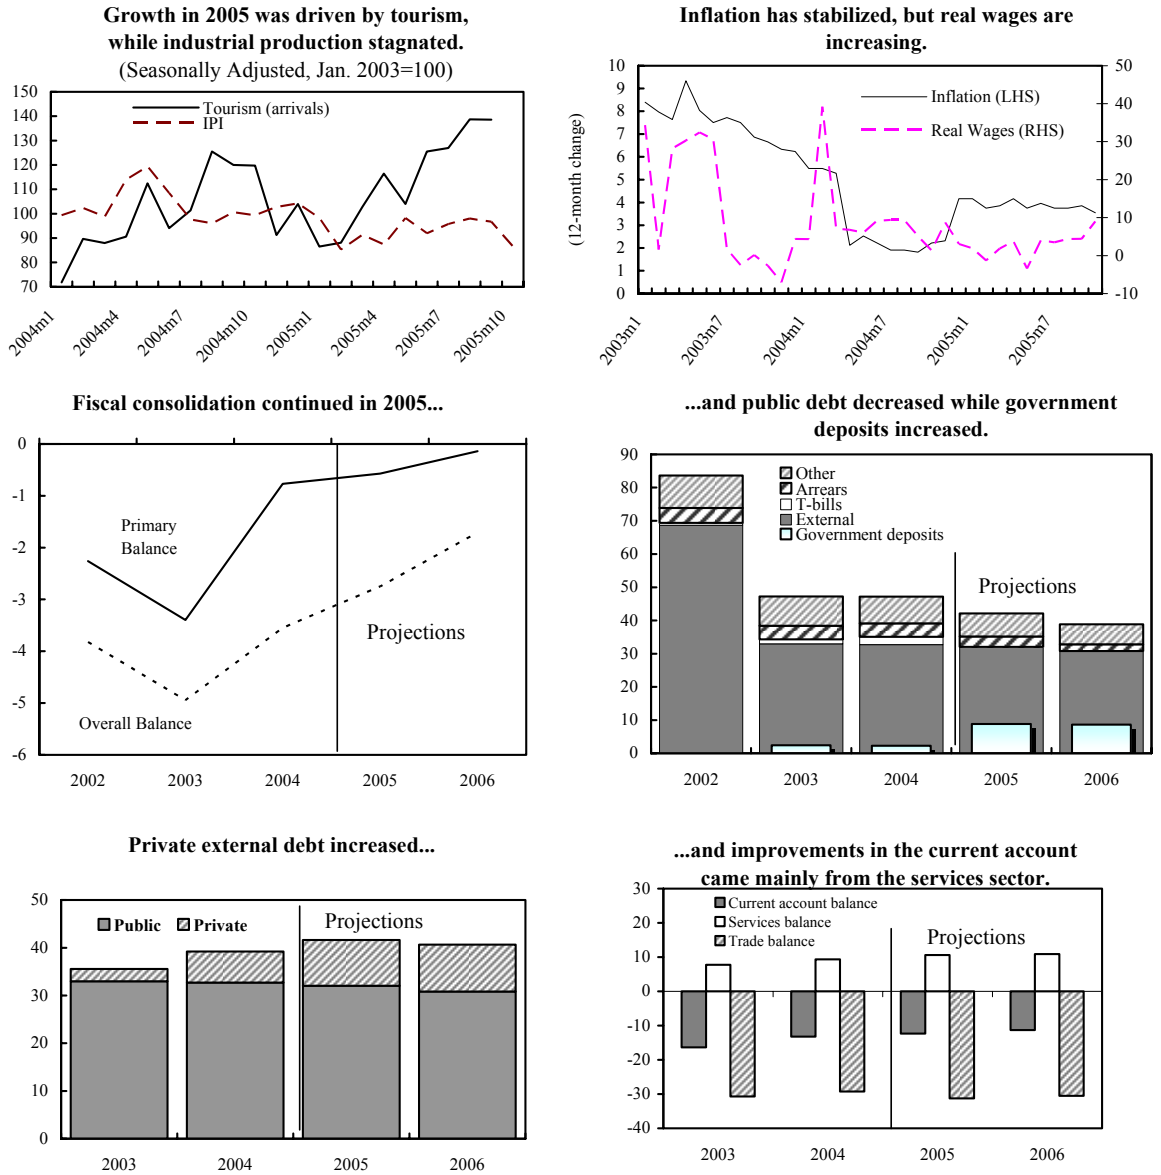 Growth in 2005 was driven by tourism,
while industrial production stagnated.
(Seasonally Adjusted, Jan. 2003=100)
150
140
130
120
110
100
90
80
70
Tourism (arrivals)
IPI
2004m1
2004m4
2004m7
2004m10
2005m1
2005m4
2005m7
2005m10
Inflation has stabilized, but real wages are
increasing.
(12-month change)
10
9
8
7
6
5
4
3
2
1
0
Inflation (LHS)
Real Wages (RHS)
50
40
30
20
10
0
-10
2003m1
2003m7
2004m1
2004m7
2005m1
2005m7
Fiscal consolidation continued in 2005...
0
-1
-2
-3
-4
-5
-6
Primary
Balance
Projections
Overall Balance
2002
2003
2004
2005
2006
...and public debt decreased while government
deposits increased.
90
80
70
60
50
40
30
20
10
0
Other
Arrears
T-bills
External
Government deposits
Projections
2002
2003
2004
2005
2006
Private external debt increased...
50
40
30
20
10
0
Public
Private
Projections
2003
2004
2005
2006
...and improvements in the current account
came mainly from the services sector.
30
20
10
0
-10
-20
-30
-40
Current account balance
Services balance
Trade balance
Projections
2003
2004
2005
2006